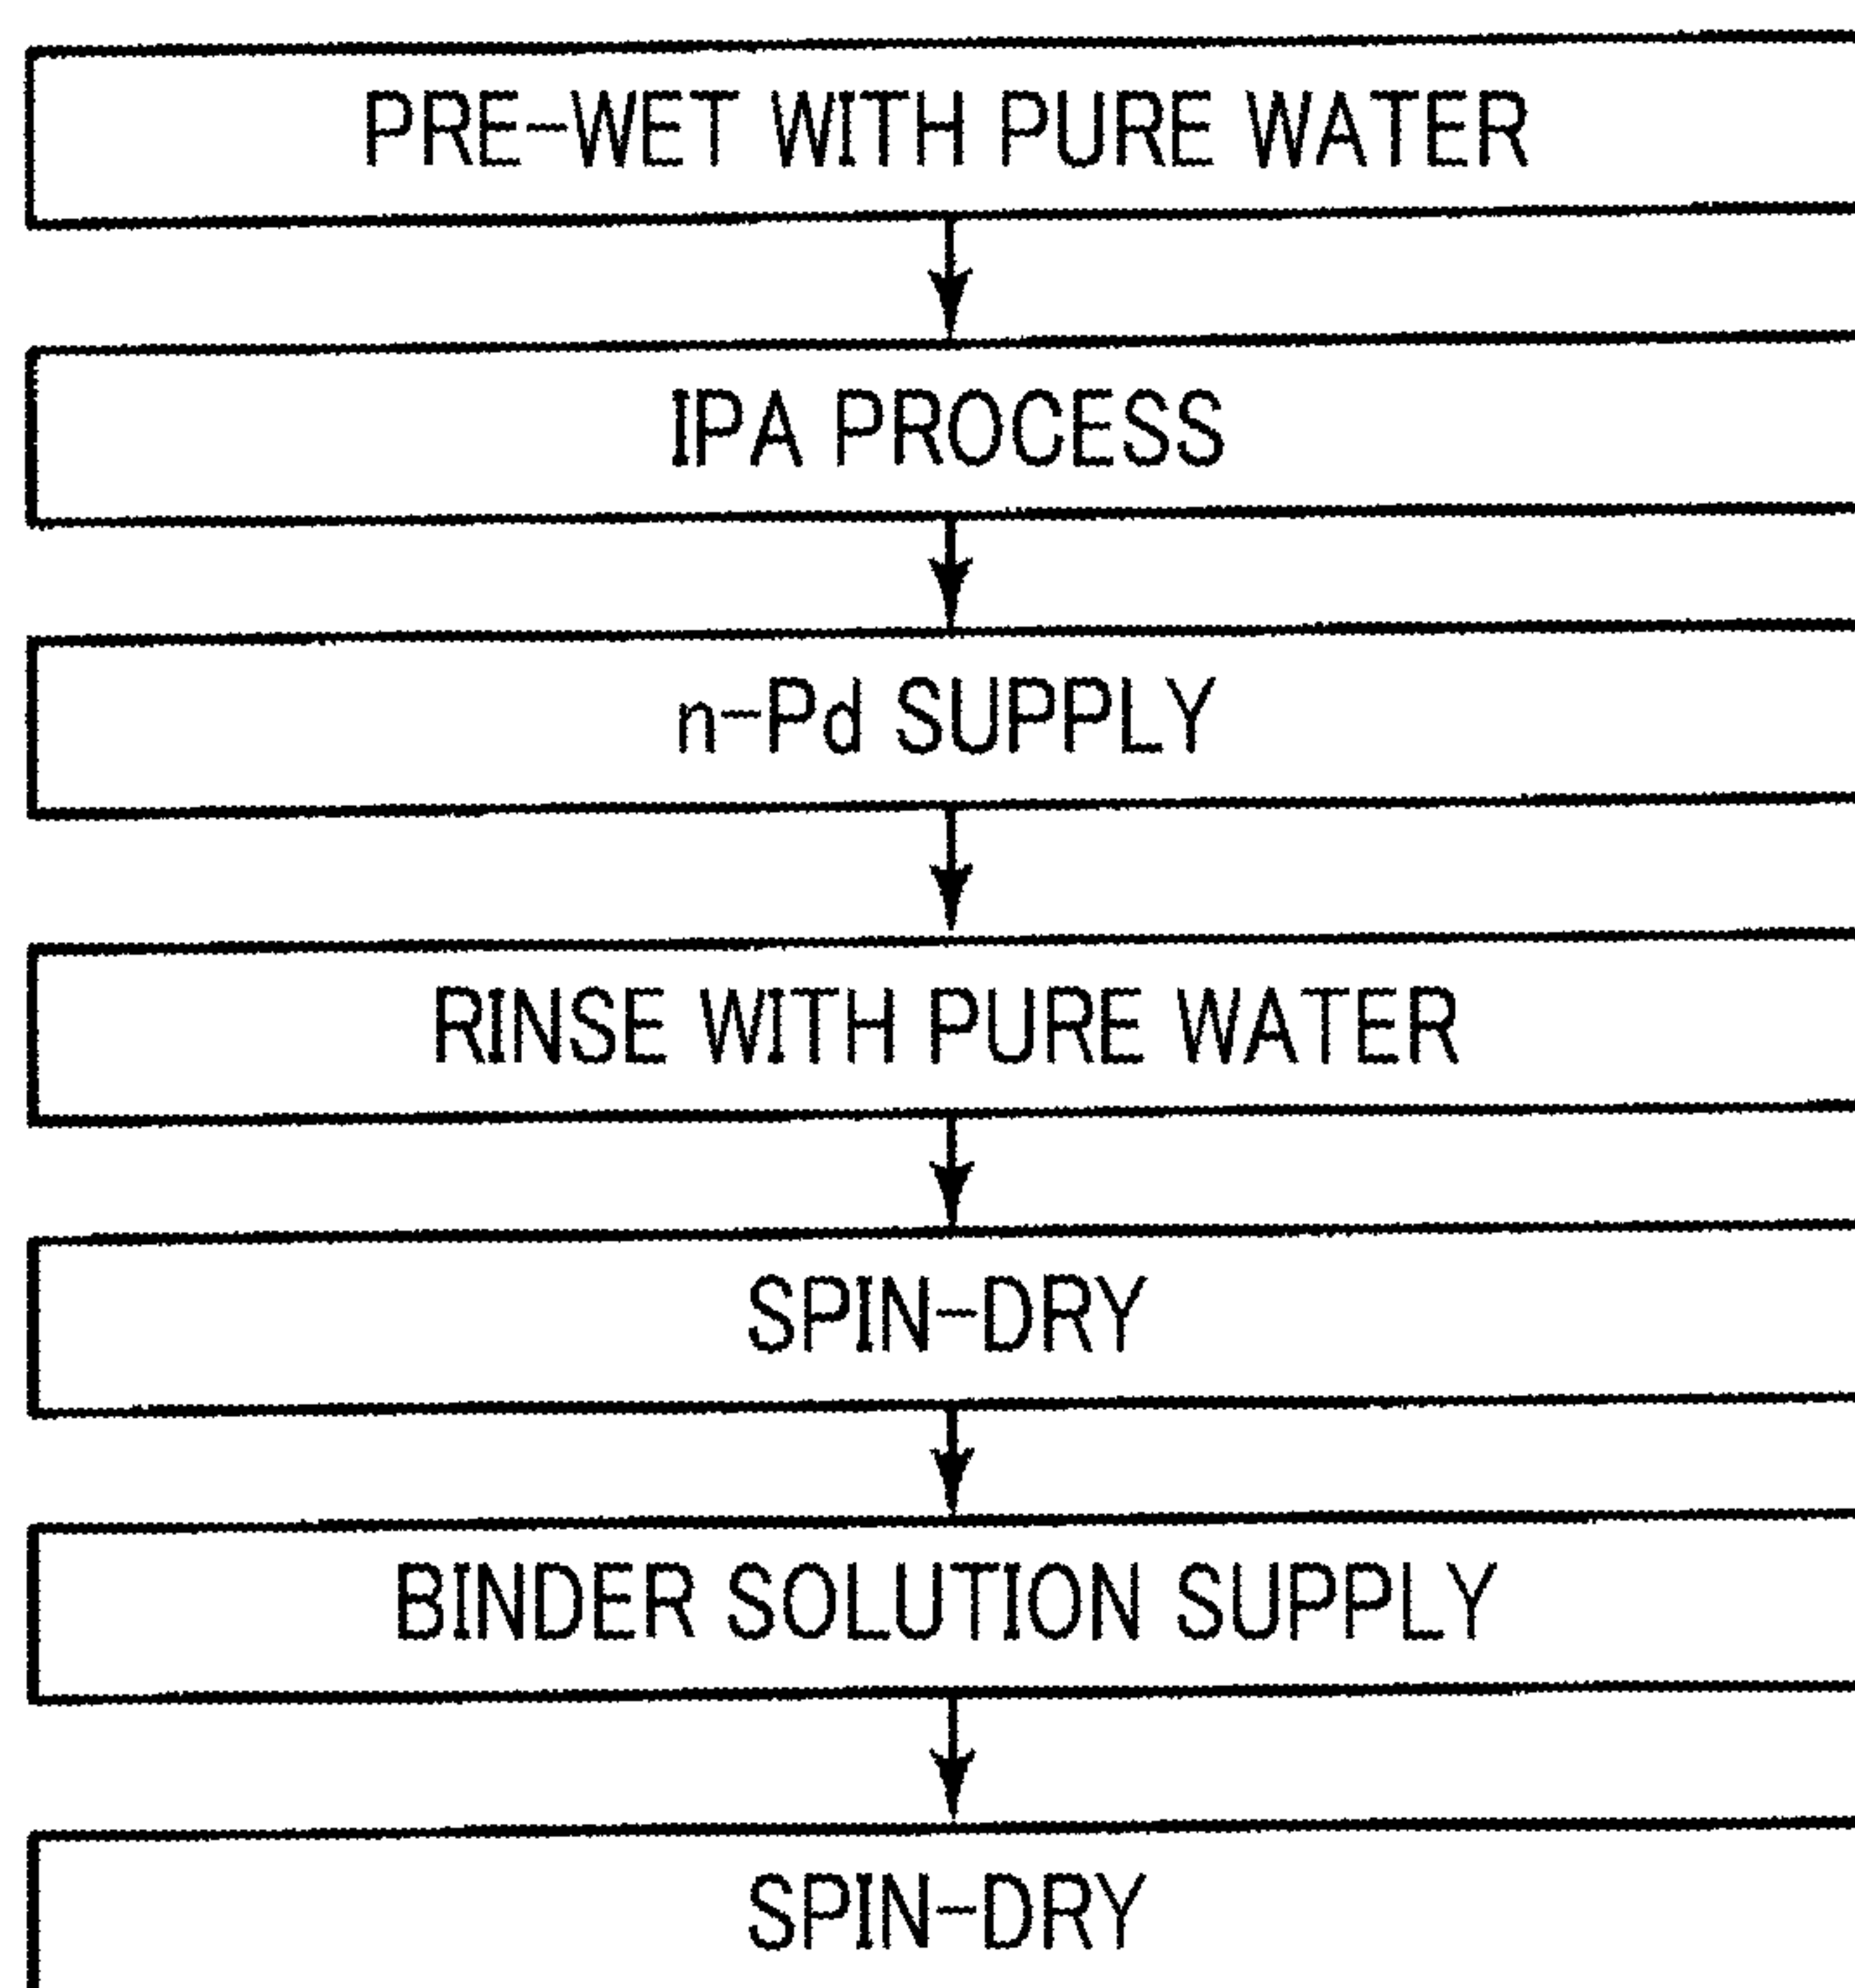 PRE-WET WITH PURE WATER
IPA PROCESS
n-Pd SUPPLY
RINSE WITH PURE WATER
SPIN-DRY
BINDER SOLUTION SUPPLY
SPIN-DRY